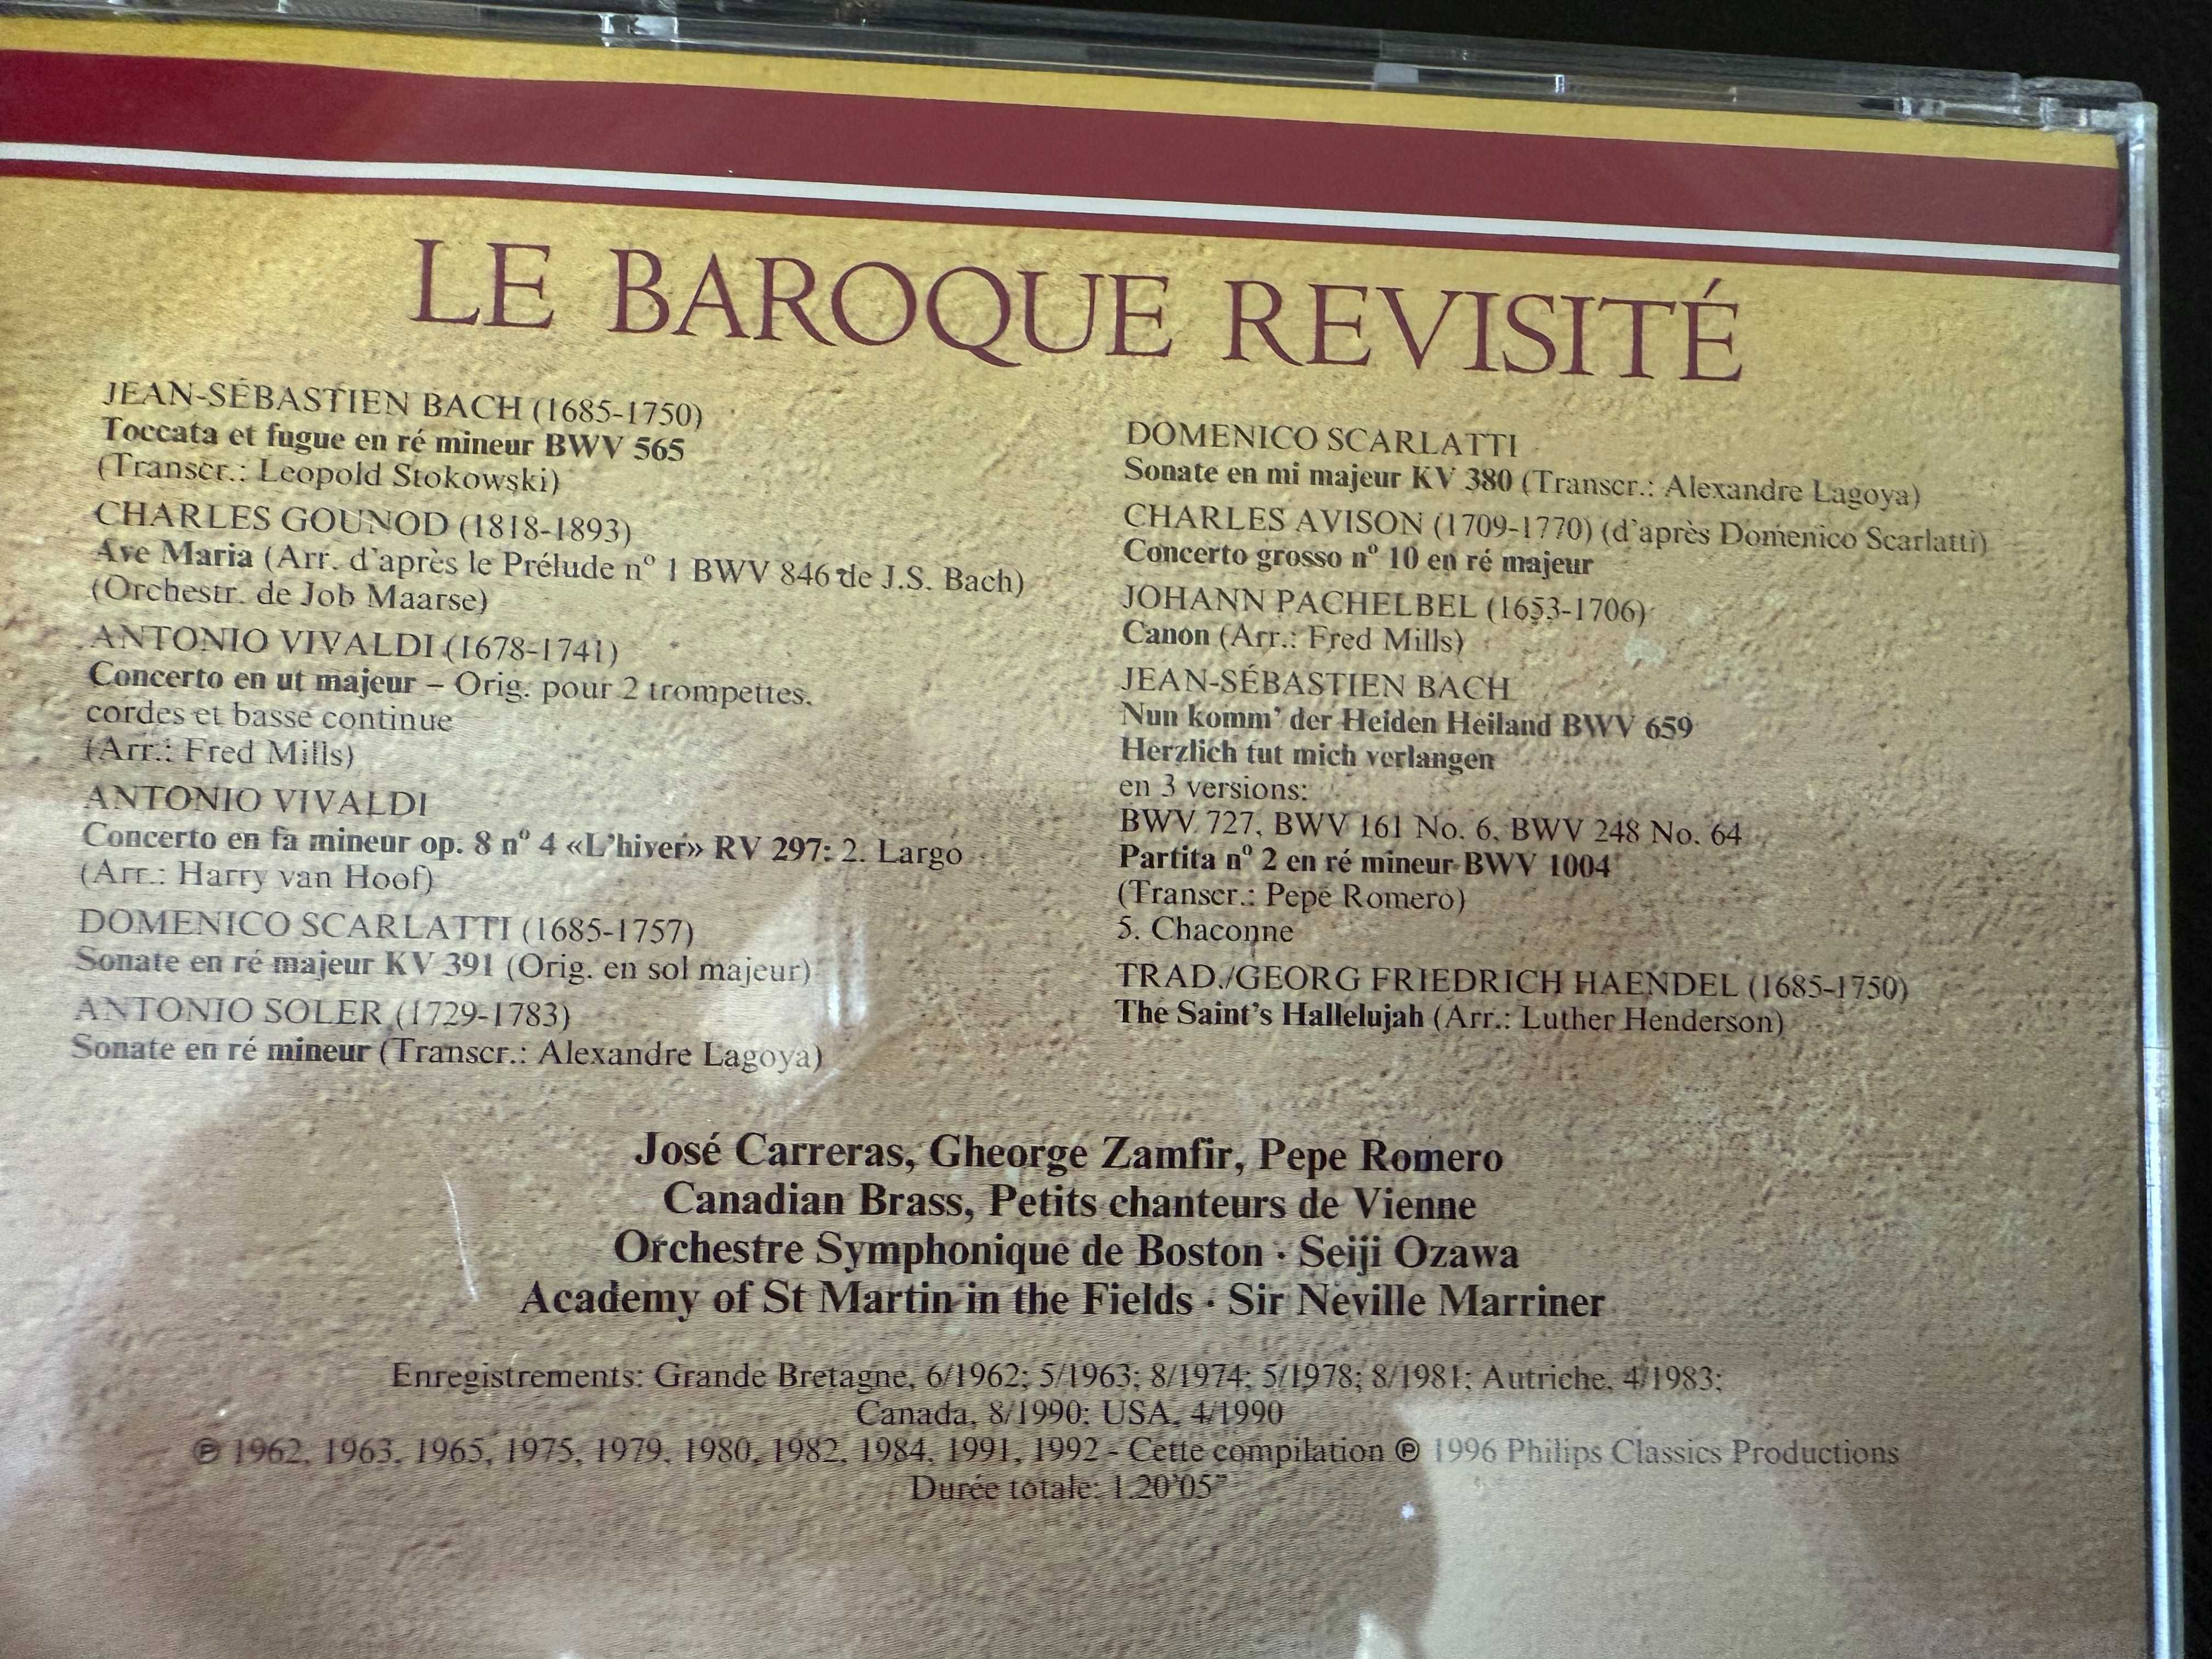 LE BAROQUE REVISITÉ
JEAN-SÉBASTIEN BACH (1685-1750)
Toccata et fugue en ré mineur BWV 565
(Transcr.: Leopold Stokowski)
CHARLES GOUNOD (1818-1893)
Ave Maria (Arr. d'après le Prélude nº 1 BWV 846 de J.S. Bach)
(Orchestr. de Job Maarse)
ANTONIO VIVALDI (1678-1741)
Concerto en ut majeur – Orig. pour 2 trompettes,
cordes et basse continue
(Arr.: Fred Mills)
ANTONIO VIVALDI
Concerto en fa mineur op. 8 nº 4 «L'hiver» RV 297: 2. Largo
(Arr.: Harry van Hoof)
DOMENICO SCARLATTI (1685-1757)
Sonate en ré majeur KV 391 (Orig. en sol majeur)
ANTONIO SOLER (1729-1783)
Sonate en ré mineur (Transcr.: Alexandre Lagoya)
DOMENICO SCARLATTI
Sonate en mi majeur KV 380 (Transcr.: Alexandre Lagoya)
CHARLES AVISON (1709-1770) (d'après Domenico Scarlatti)
Concerto grosso nº 10 en ré majeur
JOHANN PACHELBEL (1653-1706)
Canon (Arr.: Fred Mills)
JEAN-SÉBASTIEN BACH
Nun komm' der Heiden Heiland BWV 659
Herzlich tut mich verlangen
en 3 versions:
BWV 727, BWV 161 No. 6, BWV 248 No. 64
Partita nº 2 en ré mineur BWV 1004
(Transcr.: Pepe Romero)
5. Chaconne
TRAD./GEORG FRIEDRICH HAENDEL (1685-1750)
The Saint's Hallelujah (Arr.: Luther Henderson)
José Carreras, Gheorge Zamfir, Pepe Romero
Canadian Brass, Petits chanteurs de Vienne
Orchestre Symphonique de Boston · Seiji Ozawa
Academy of St Martin in the Fields · Sir Neville Marriner
Enregistrements: Grande Bretagne, 6/1962; 5/1963; 8/1974; 5/1978; 8/1981; Autriche, 4/1983;
Canada, 8/1990; USA, 4/1990
℗ 1962, 1963, 1965, 1975, 1979, 1980, 1982, 1984, 1991, 1992 - Cette compilation ℗ 1996 Philips Classics Productions
Durée totale: 1.20'05"